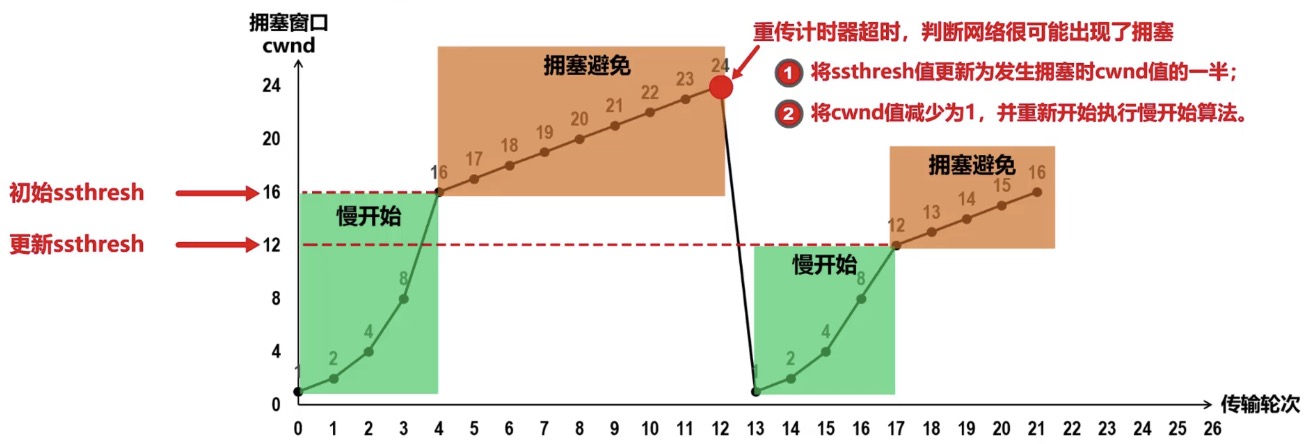 拥塞窗口
cwnd
重传计时器超时，判断网络很可能出现了拥塞
1 将ssthresh值更新为发生拥塞时cwnd值的一半；
2 将cwnd值减少为1，并重新开始执行慢开始算法。
拥塞避免
24
24
23
22
21
20
20
19
18
17
16
初始ssthresh
16
慢开始
拥塞避免
16
15
14
13
12
更新ssthresh
12
慢开始
8
8
8
4
4
4
2
2
1
1
0
0 1 2 3 4 5 6 7 8 9 10 11 12 13 14 15 16 17 18 19 20 21 22 23 24 25 26
传输轮次